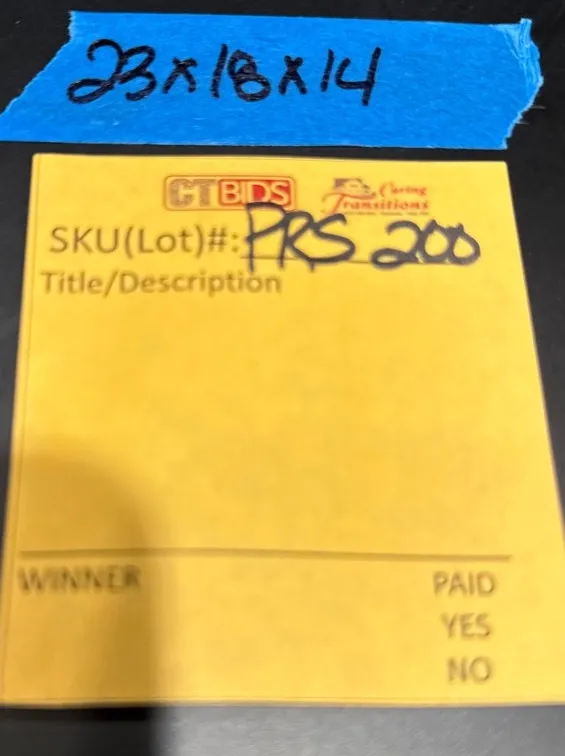 23x18x14
CTBIDS Caring Transitions
SKU(Lot)#: PRS 200
Title/Description
WINNER PAID
YES
NO